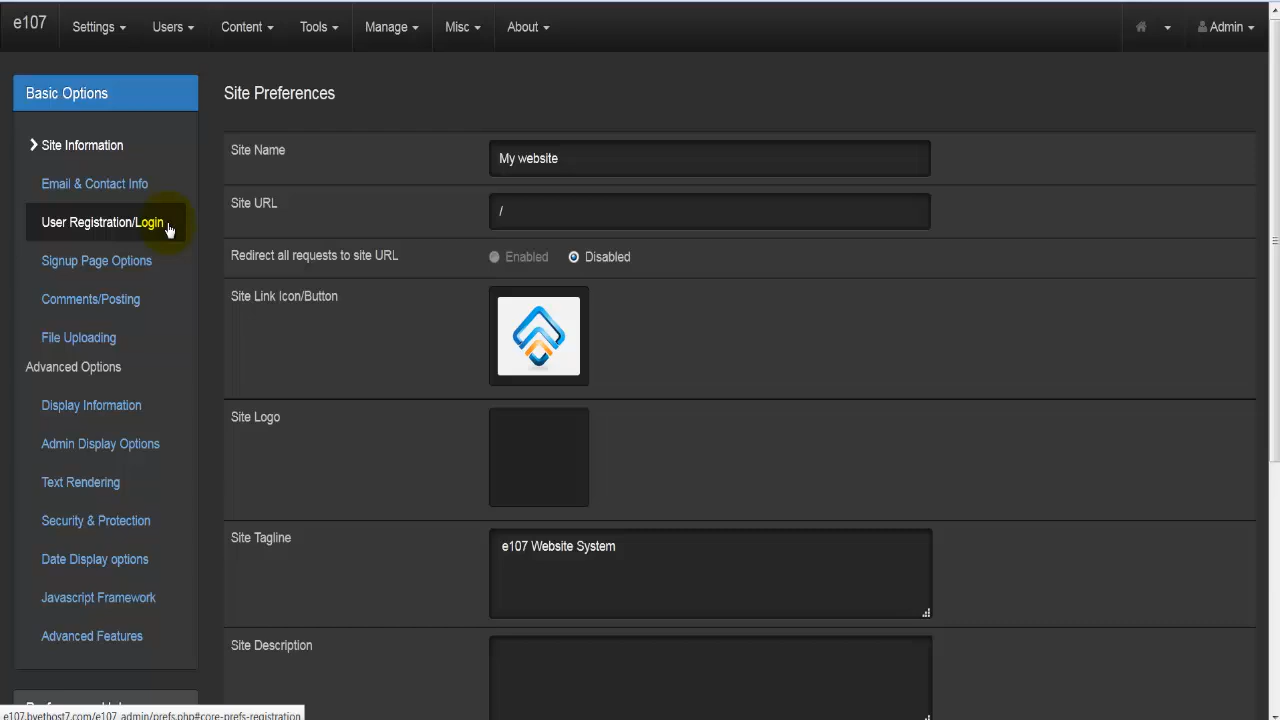 e107
Settings
Users
Content
Tools
Manage
Misc
About
Admin
Basic Options
Site Information
Email & Contact Info
User Registration/Login
Signup Page Options
Comments/Posting
File Uploading
Advanced Options
Display Information
Admin Display Options
Text Rendering
Security & Protection
Date Display options
Javascript Framework
Advanced Features
Site Preferences
Site Name
My website
Site URL
/
Redirect all requests to site URL
Enabled
Disabled
Site Link Icon/Button
Site Logo
Site Tagline
e107 Website System
Site Description
e107.byethost7.com/e107_admin/prefs.php#core-prefs-registration